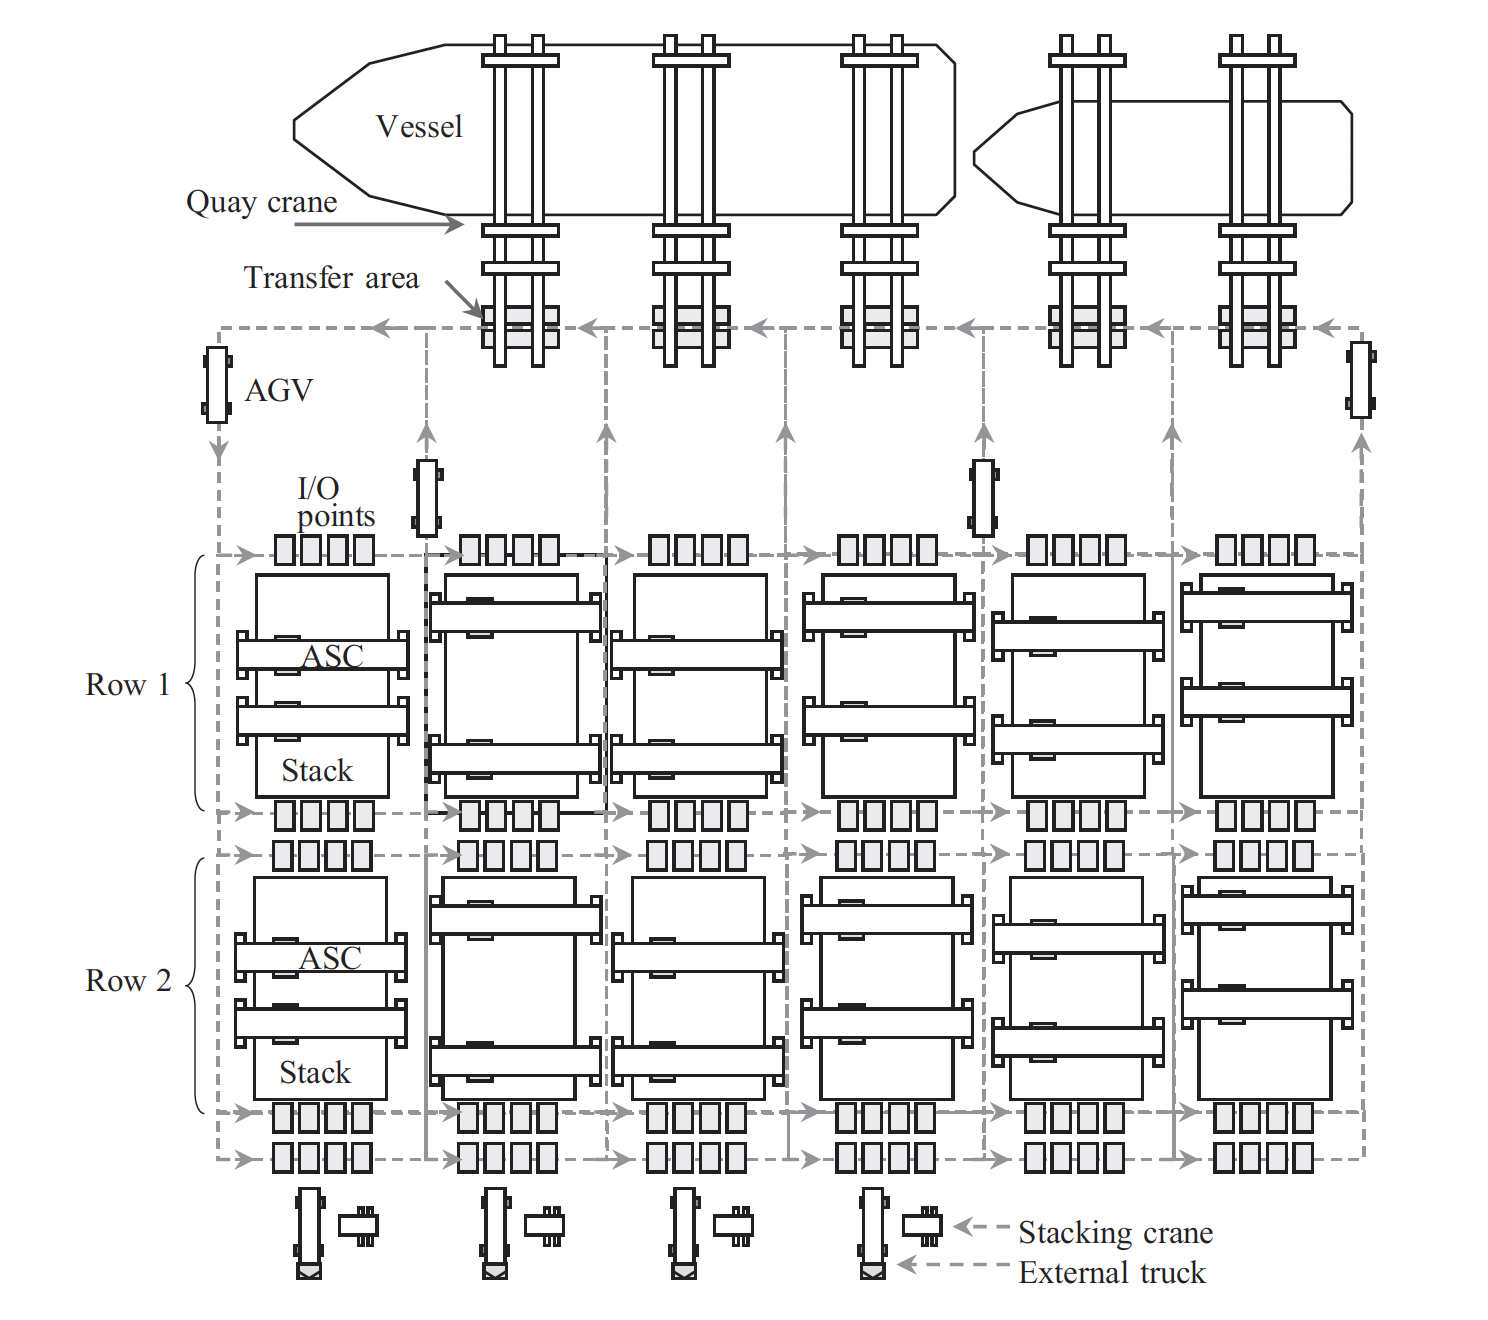 Vessel
Quay crane
Transfer area
AGV
I/O
points
ASC
Row 1
Stack
ASC
Row 2
Stack
Stacking crane
External truck